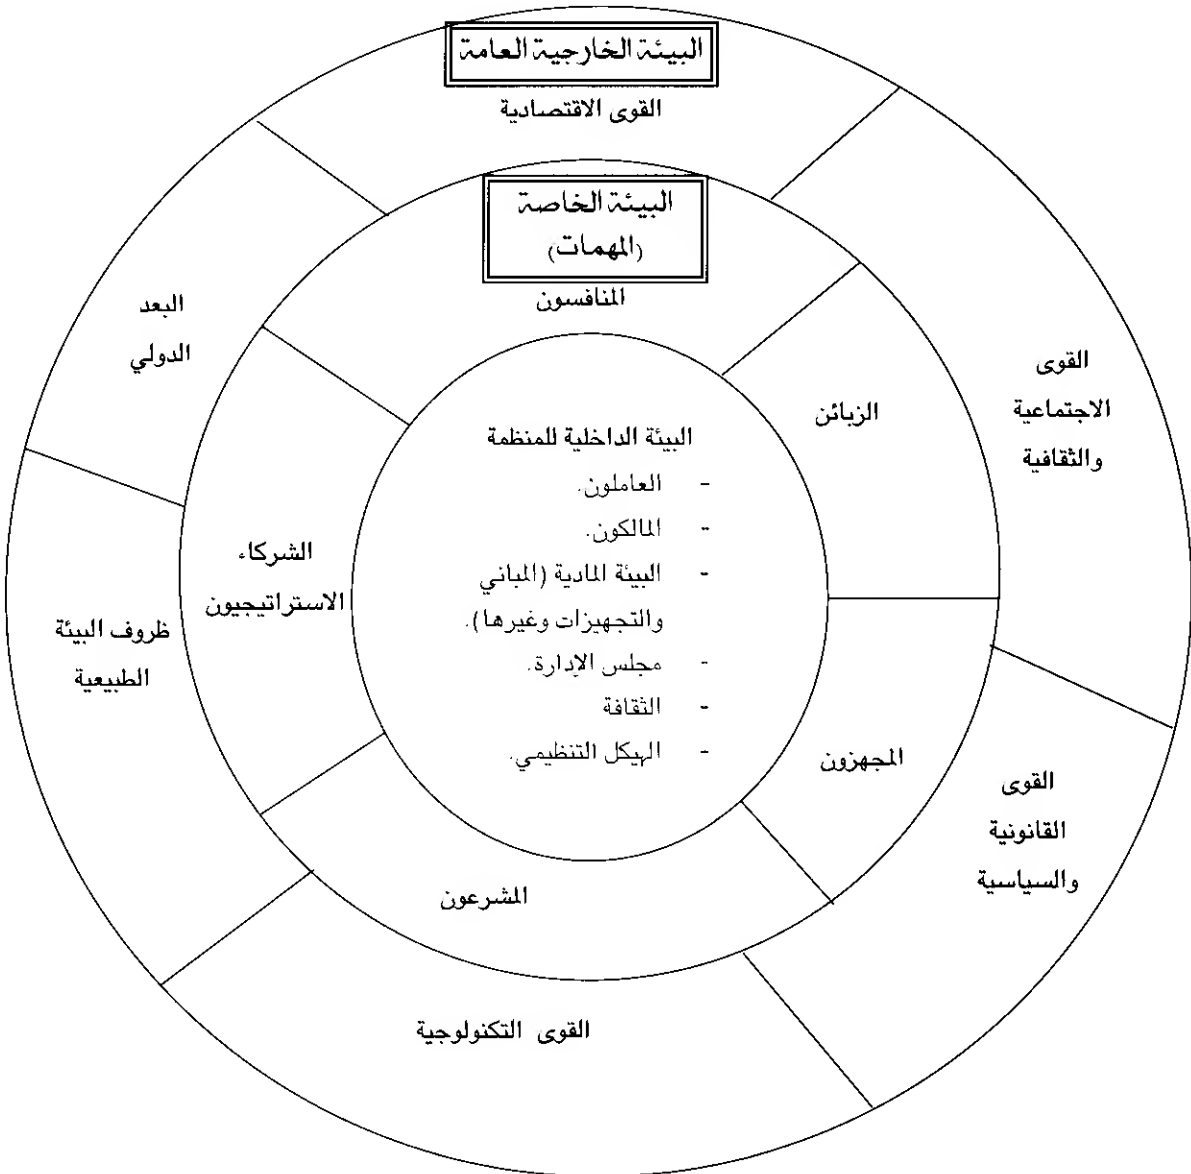 البيئة الخارجية العامة
القوى الاقتصادية
البيئة الخاصة
(المهمات)
المنافسون
البعد
الدولي
القوى
الاجتماعية
والثقافية
الزبائن
البيئة الداخلية للمنظمة
- العاملون.
- المالكون.
- البيئة المادية (المباني
والتجهيزات وغيرها).
- مجلس الإدارة.
- الثقافة
- الهيكل التنظيمي.
الشركاء
الاستراتيجيون
ظروف البيئة
الطبيعية
المجهزون
القوى
القانونية
والسياسية
المشرعون
القوى التكنولوجية